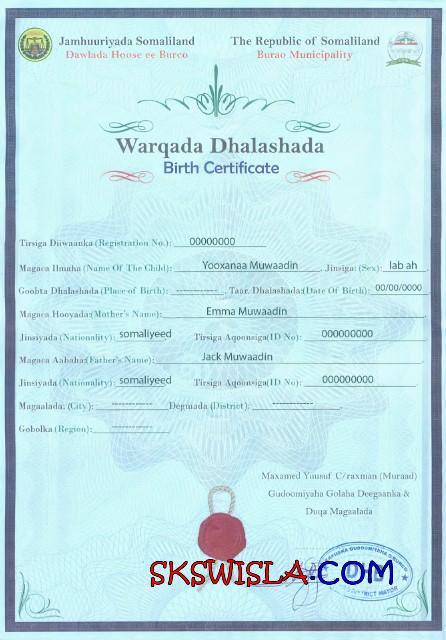 Jamhuuriyada Somaliland
The Republic of Somaliland
Dawlada Hoose ee Burco
Burao Municipality
Warqada Dhalashada
Birth Certificate
Tirsiga Diiwaanka (Registration No.): 00000000
Magaca Ilmaha (Name Of The Child): Yooxanaa Muwaadin Jinsiga: (Sex): lab ah
Goobta Dhalashada (Place of Birth): ---------- Taar. Dhalashada:(Date Of Birth): 00/00/0000
Magaca Hooyada:(Mother's Name): Emma Muwaadin
Jinsiyada (Nationality): somaliyeed Tirsiga Aqoonsiga(ID No): 000000000
Magaca Aabaha:(Father's Name): Jack Muwaadin
Jinsiyada (Nationality): somaliyeed Tirsiga Aqoonsiga(ID No): 000000000
Magaalada: (City): ---------- Degmada (District): ----------
Gobolka (Region): ----------
Maxamed Yuusuf C/raxman (Muraad)
Gudoomiyaha Golaha Deegaanka &
Duqa Magaalada
SKSWISLA.COM